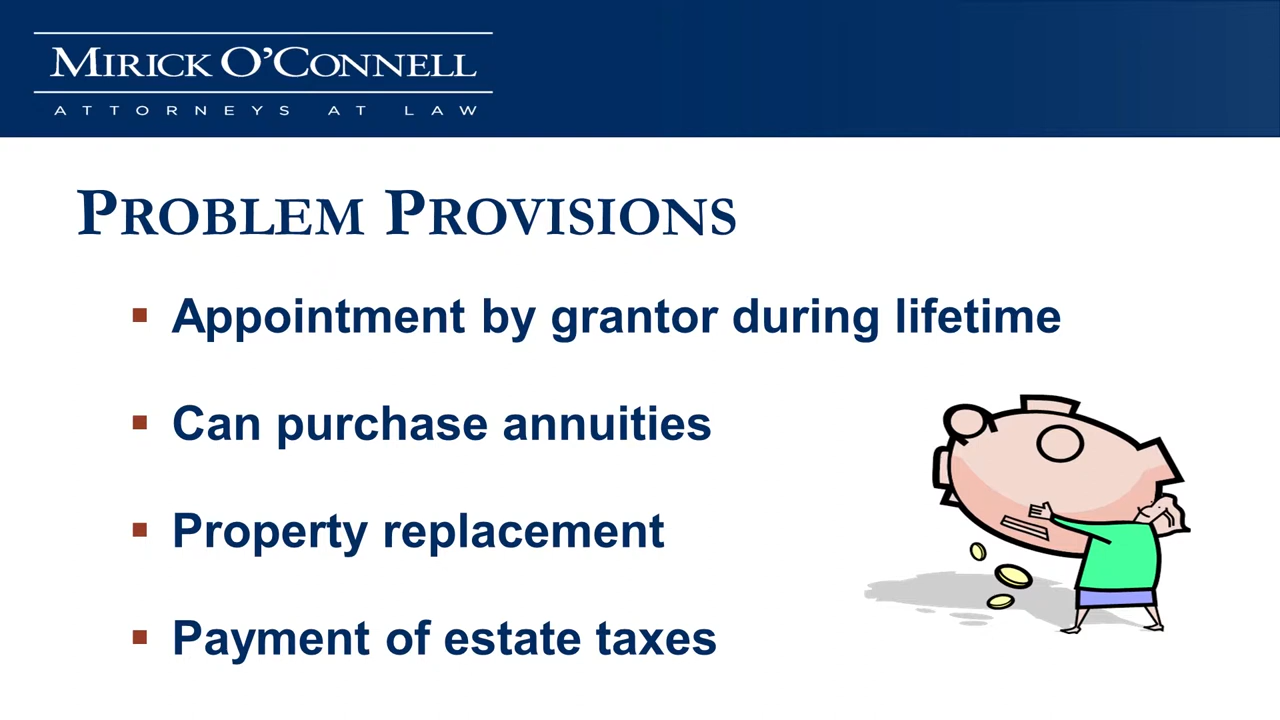 MIRICK O'CONNELL
ATTORNEYS AT LAW
PROBLEM PROVISIONS
▪ Appointment by grantor during lifetime
▪ Can purchase annuities
▪ Property replacement
▪ Payment of estate taxes